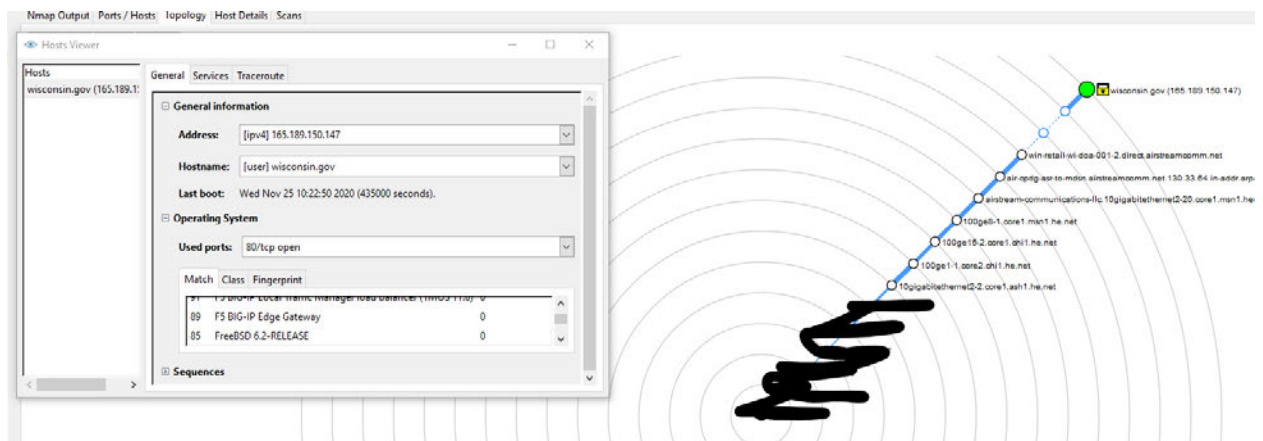 Nmap Output Ports / Hosts Topology Host Details Scans
Hosts Viewer
Hosts
wisconsin.gov (165.189.1
General Services Traceroute
General information
Address: [ipv4] 165.189.150.147
Hostname: [user] wisconsin.gov
Last boot: Wed Nov 25 10:22:50 2020 (435000 seconds).
Operating System
Used ports: 80/tcp open
Match Class Fingerprint
F5 BIG-IP Local Traffic Manager load balancer (TMOS 11.6) 0
89 F5 BIG-IP Edge Gateway 0
85 FreeBSD 6.2-RELEASE 0
Sequences
wisconsin.gov (165.189.150.147)
win-retail-wi-doa-001-2.direct.airstreamcomm.net
air-opdg-asr-to-mdsn.airstreamcomm.net.130.33.64.in-addr.arp
airstream-communications-llc.10gigabitethernet2-20.core1.msn1.he
100ge8-1.core1.msn1.he.net
100ge16-2.core1.chi1.he.net
100ge1-1.core2.chi1.he.net
10gigabitethernet2-2.core1.ash1.he.net